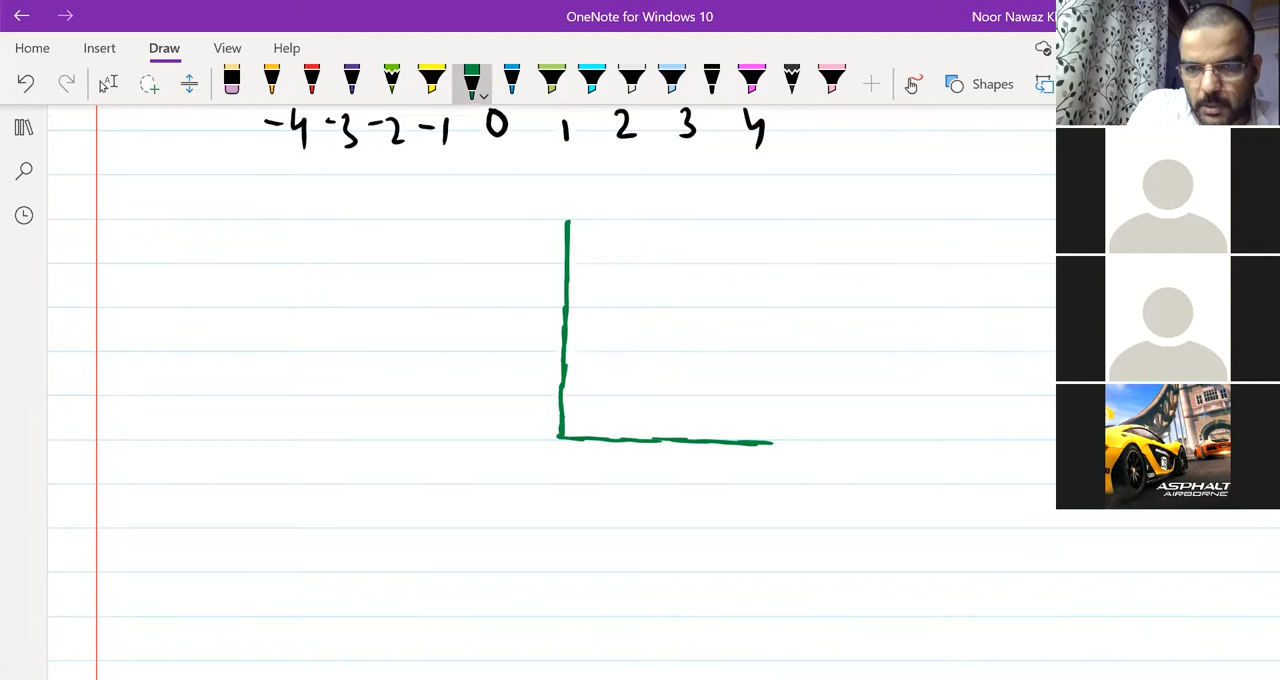 OneNote for Windows 10
Noor Nawaz K
Home Insert Draw View Help
Shapes
-4 -3 -2 -1 0 1 2 3 4
ASPHALT
AIRBORNE